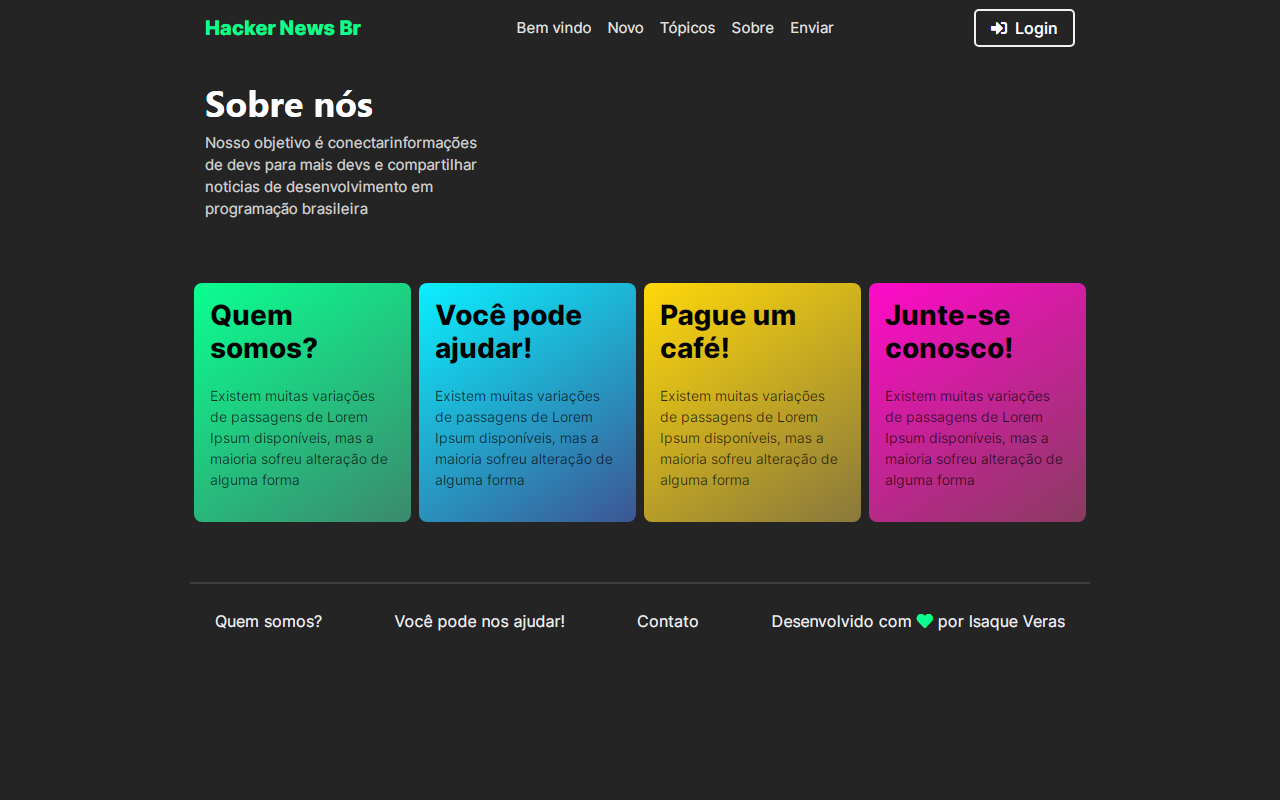 Hacker News Br
Bem vindo Novo Tópicos Sobre Enviar
Login
Sobre nós
Nosso objetivo é conectarinformações
de devs para mais devs e compartilhar
noticias de desenvolvimento em
programação brasileira
Quem
somos?
Existem muitas variações
de passagens de Lorem
Ipsum disponíveis, mas a
maioria sofreu alteração de
alguma forma
Você pode
ajudar!
Existem muitas variações
de passagens de Lorem
Ipsum disponíveis, mas a
maioria sofreu alteração de
alguma forma
Pague um
café!
Existem muitas variações
de passagens de Lorem
Ipsum disponíveis, mas a
maioria sofreu alteração de
alguma forma
Junte-se
conosco!
Existem muitas variações
de passagens de Lorem
Ipsum disponíveis, mas a
maioria sofreu alteração de
alguma forma
Quem somos?
Você pode nos ajudar!
Contato
Desenvolvido com 💚 por Isaque Veras